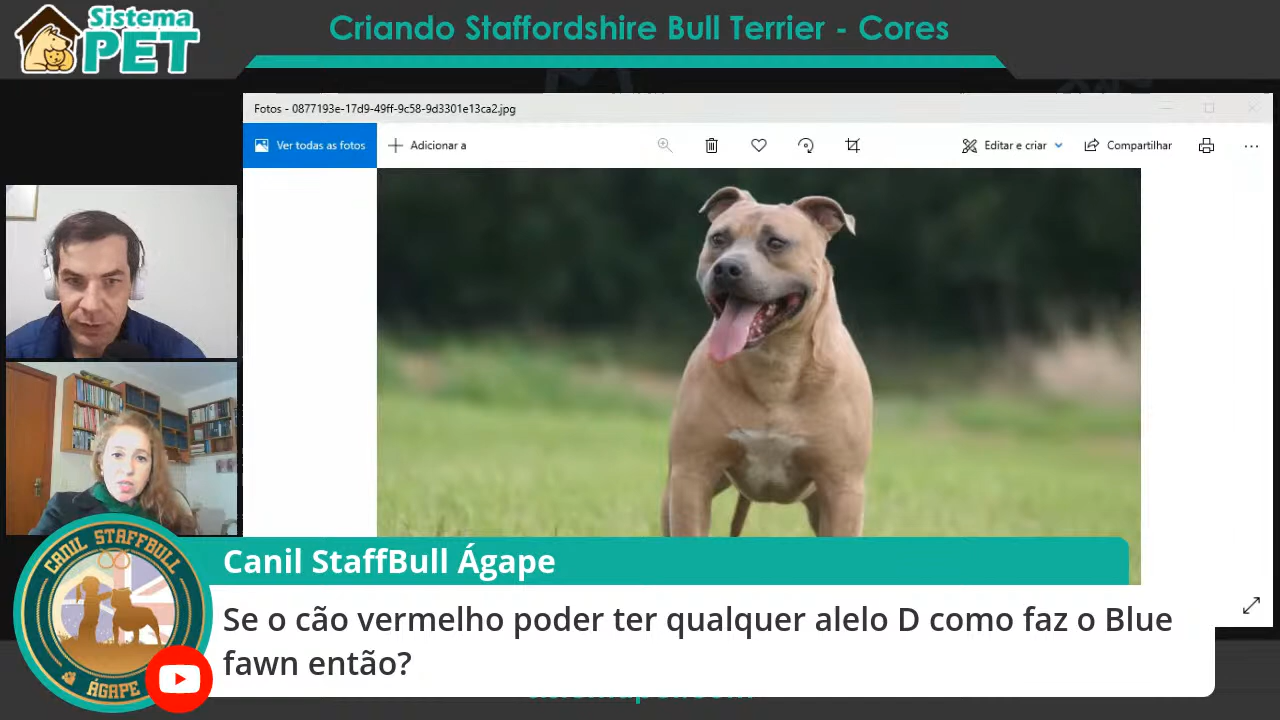 Sistema
PET
Criando Staffordshire Bull Terrier - Cores
Fotos - 0877193e-17d9-49ff-9c58-9d3301e13ca2.jpg
Ver todas as fotos
Adicionar a
Editar e criar
Compartilhar
CANIL STAFFBULL
ÁGAPE
Canil StaffBull Ágape
Se o cão vermelho poder ter qualquer alelo D como faz o Blue
fawn então?